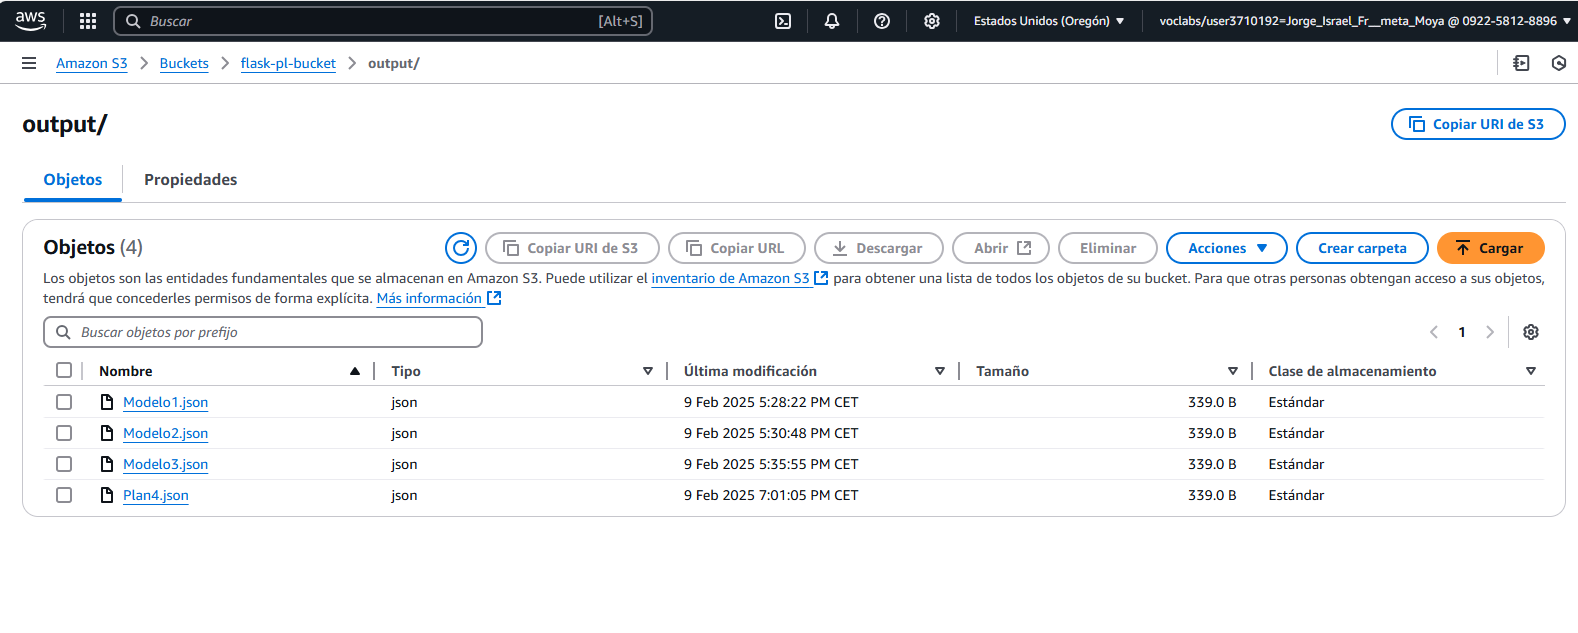 aws Buscar [Alt+S] Estados Unidos (Oregón) voclabs/user3710192=Jorge_Israel_Fr__meta_Moya @ 0922-5812-8896
Amazon S3 > Buckets > flask-pl-bucket > output/
output/
Copiar URI de S3
Objetos Propiedades
Objetos (4) Copiar URI de S3 Copiar URL Descargar Abrir Eliminar Acciones Crear carpeta Cargar
Los objetos son las entidades fundamentales que se almacenan en Amazon S3. Puede utilizar el inventario de Amazon S3 para obtener una lista de todos los objetos de su bucket. Para que otras personas obtengan acceso a sus objetos,
tendrá que concederles permisos de forma explícita. Más información
Buscar objetos por prefijo
1
Nombre Tipo Última modificación Tamaño Clase de almacenamiento
Modelo1.json json 9 Feb 2025 5:28:22 PM CET 339.0 B Estándar
Modelo2.json json 9 Feb 2025 5:30:48 PM CET 339.0 B Estándar
Modelo3.json json 9 Feb 2025 5:35:55 PM CET 339.0 B Estándar
Plan4.json json 9 Feb 2025 7:01:05 PM CET 339.0 B Estándar